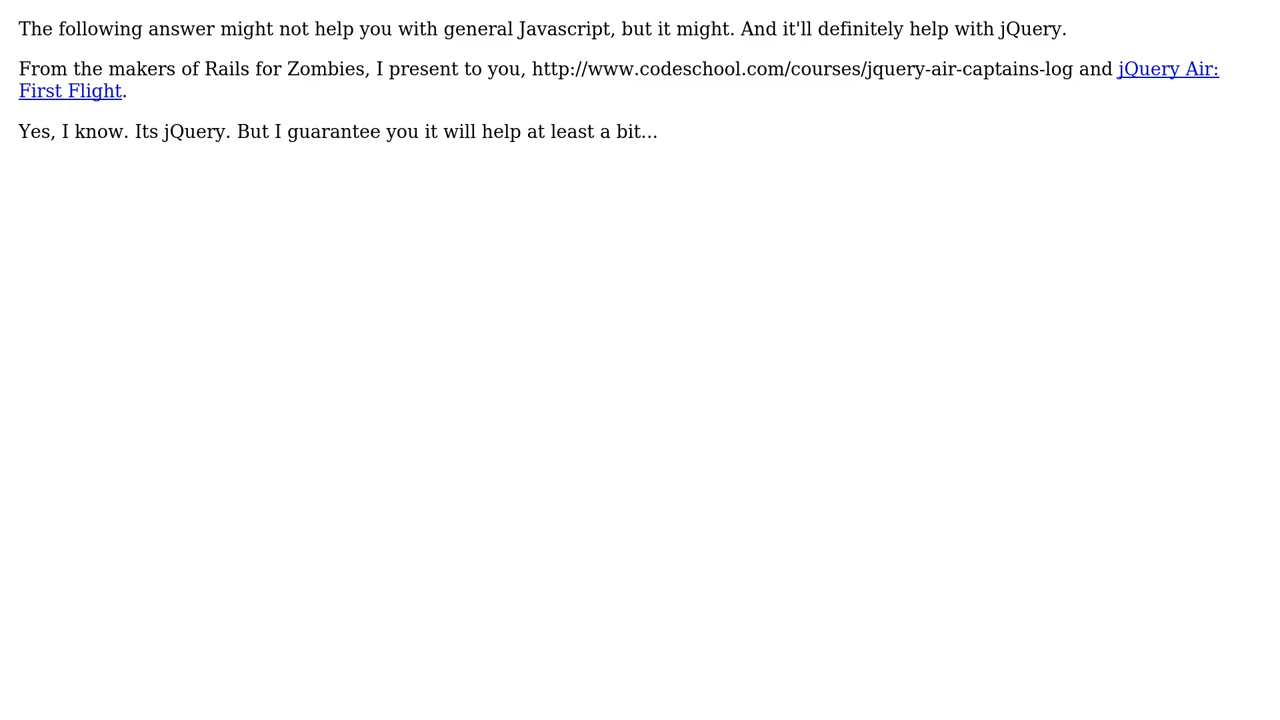 The following answer might not help you with general Javascript, but it might. And it'll definitely help with jQuery.
From the makers of Rails for Zombies, I present to you, http://www.codeschool.com/courses/jquery-air-captains-log and jQuery Air:
First Flight.
Yes, I know. Its jQuery. But I guarantee you it will help at least a bit...